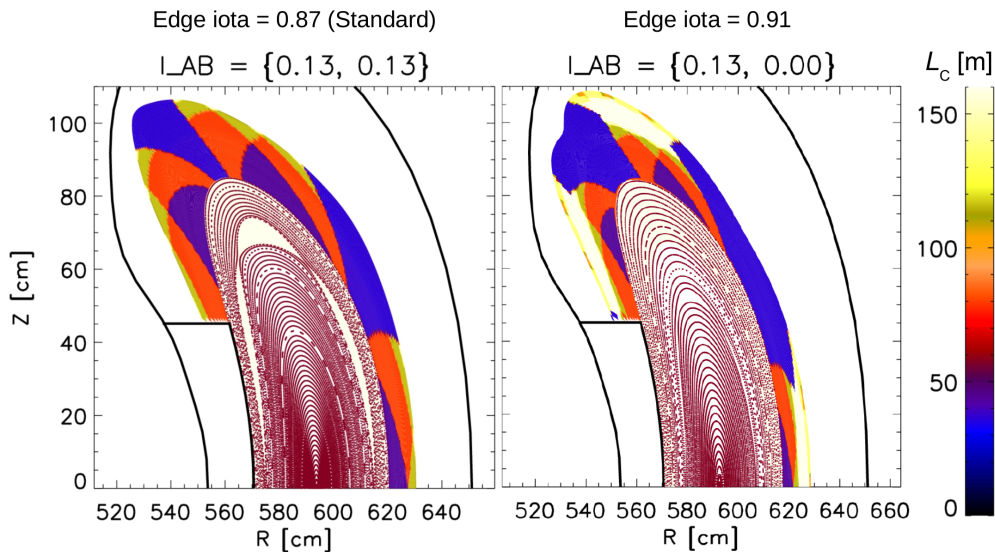 Edge iota = 0.87 (Standard)
Edge iota = 0.91
I_AB = {0.13, 0.13}
I_AB = {0.13, 0.00}
L_C [m]
100
80
60
40
20
0
Z [cm]
150
100
50
0
520 540 560 580 600 620 640
R [cm]
520 540 560 580 600 620 640 660
R [cm]